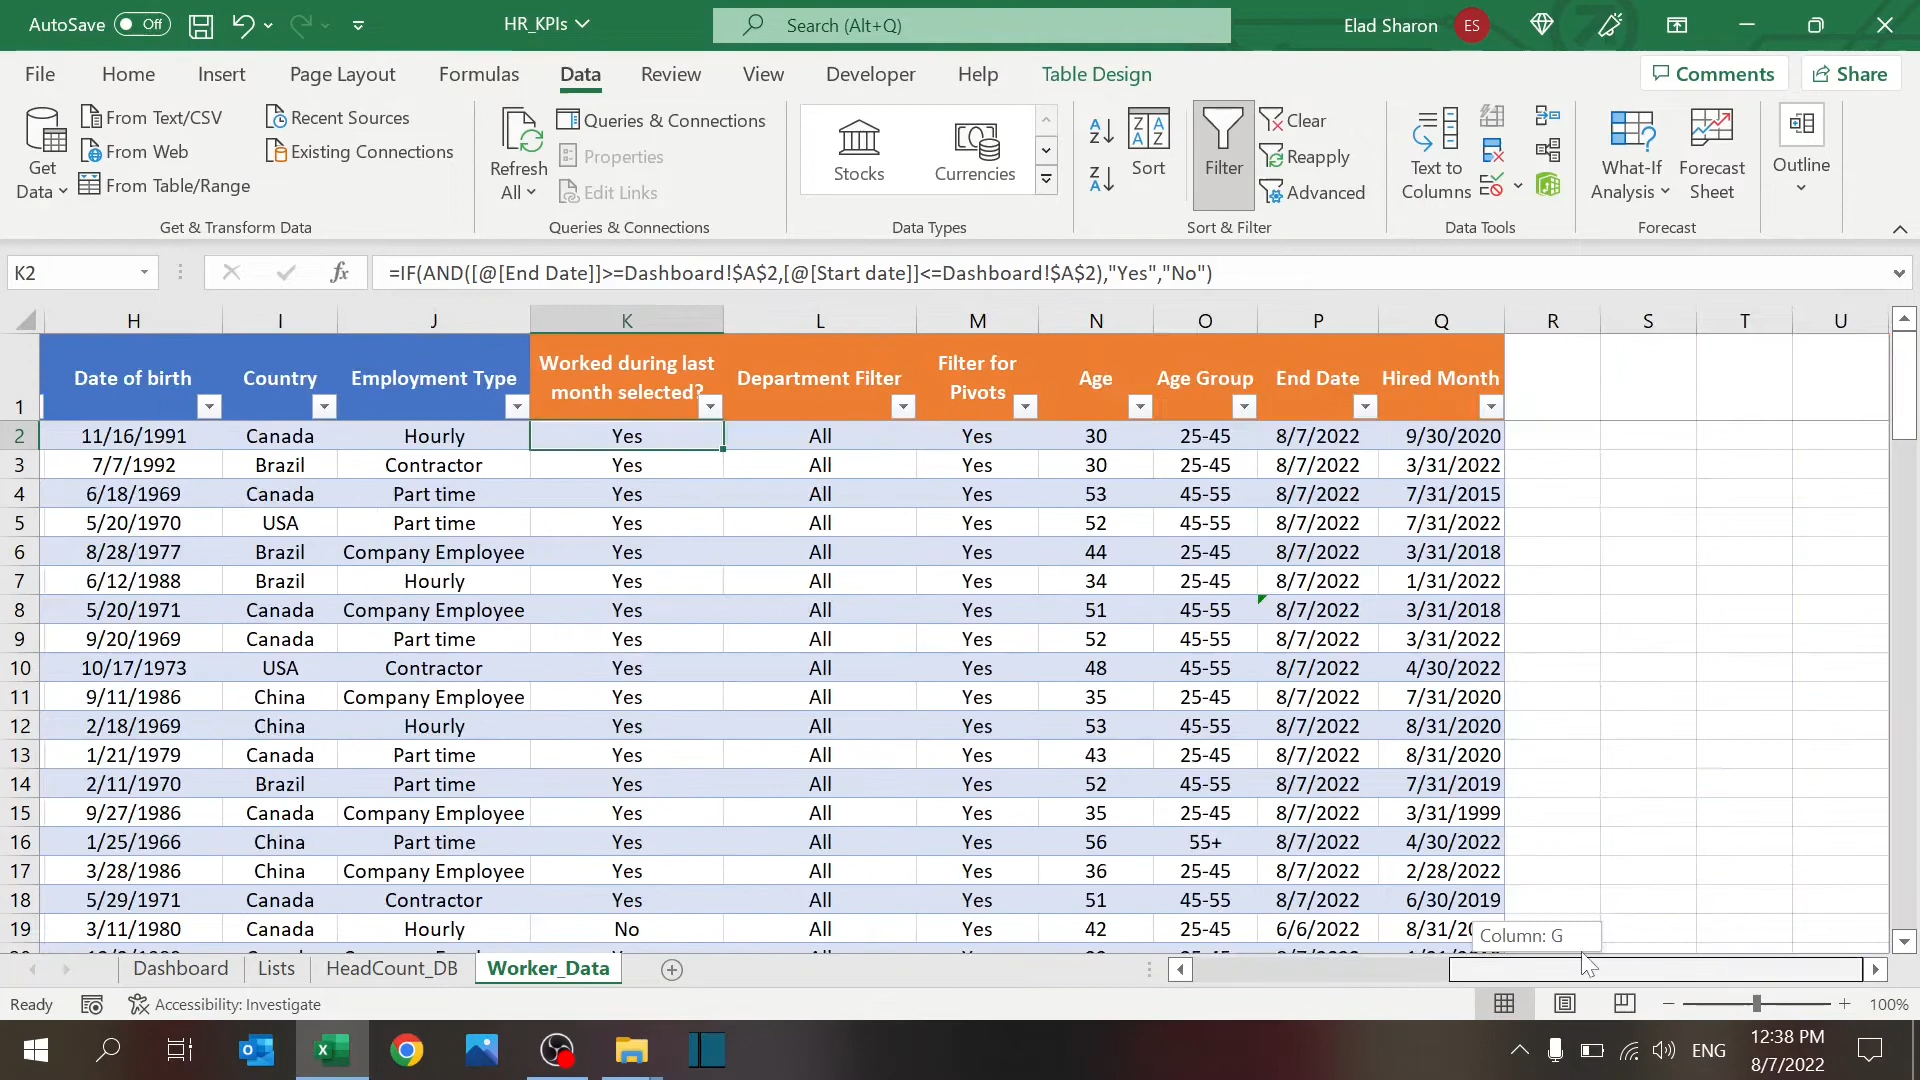 AutoSave Off HR_KPIs Search (Alt+Q) Elad Sharon ES
File Home Insert Page Layout Formulas Data Review View Developer Help Table Design Comments Share
Get Data From Text/CSV Recent Sources
From Web Existing Connections
From Table/Range
Refresh All Queries & Connections
Properties
Edit Links
Stocks Currencies
Sort Filter Clear
Reapply
Advanced
Text to Columns
What-If Analysis Forecast Sheet
Outline
Get & Transform Data Queries & Connections Data Types Sort & Filter Data Tools Forecast
K2 fx =IF(AND([@[End Date]]>=Dashboard!$A$2,[@[Start date]]<=Dashboard!$A$2),"Yes","No")
H I J K L M N O P Q R S T U
1 Date of birth Country Employment Type Worked during last month selected? Department Filter Filter for Pivots Age Age Group End Date Hired Month
2 11/16/1991 Canada Hourly Yes All Yes 30 25-45 8/7/2022 9/30/2020
3 7/7/1992 Brazil Contractor Yes All Yes 30 25-45 8/7/2022 3/31/2022
4 6/18/1969 Canada Part time Yes All Yes 53 45-55 8/7/2022 7/31/2015
5 5/20/1970 USA Part time Yes All Yes 52 45-55 8/7/2022 7/31/2022
6 8/28/1977 Brazil Company Employee Yes All Yes 44 25-45 8/7/2022 3/31/2018
7 6/12/1988 Brazil Hourly Yes All Yes 34 25-45 8/7/2022 1/31/2022
8 5/20/1971 Canada Company Employee Yes All Yes 51 45-55 8/7/2022 3/31/2018
9 9/20/1969 Canada Part time Yes All Yes 52 45-55 8/7/2022 3/31/2022
10 10/17/1973 USA Contractor Yes All Yes 48 45-55 8/7/2022 4/30/2022
11 9/11/1986 China Company Employee Yes All Yes 35 25-45 8/7/2022 7/31/2020
12 2/18/1969 China Hourly Yes All Yes 53 45-55 8/7/2022 8/31/2020
13 1/21/1979 Canada Part time Yes All Yes 43 25-45 8/7/2022 8/31/2020
14 2/11/1970 Brazil Part time Yes All Yes 52 45-55 8/7/2022 7/31/2019
15 9/27/1986 Canada Company Employee Yes All Yes 35 25-45 8/7/2022 3/31/1999
16 1/25/1966 China Part time Yes All Yes 56 55+ 8/7/2022 4/30/2022
17 3/28/1986 China Company Employee Yes All Yes 36 25-45 8/7/2022 2/28/2022
18 5/29/1971 Canada Contractor Yes All Yes 51 45-55 8/7/2022 6/30/2019
19 3/11/1980 Canada Hourly No All Yes 42 25-45 6/6/2022 8/31/20
Column: G
Dashboard Lists HeadCount_DB Worker_Data
Ready Accessibility: Investigate 100%
ENG 12:38 PM
8/7/2022